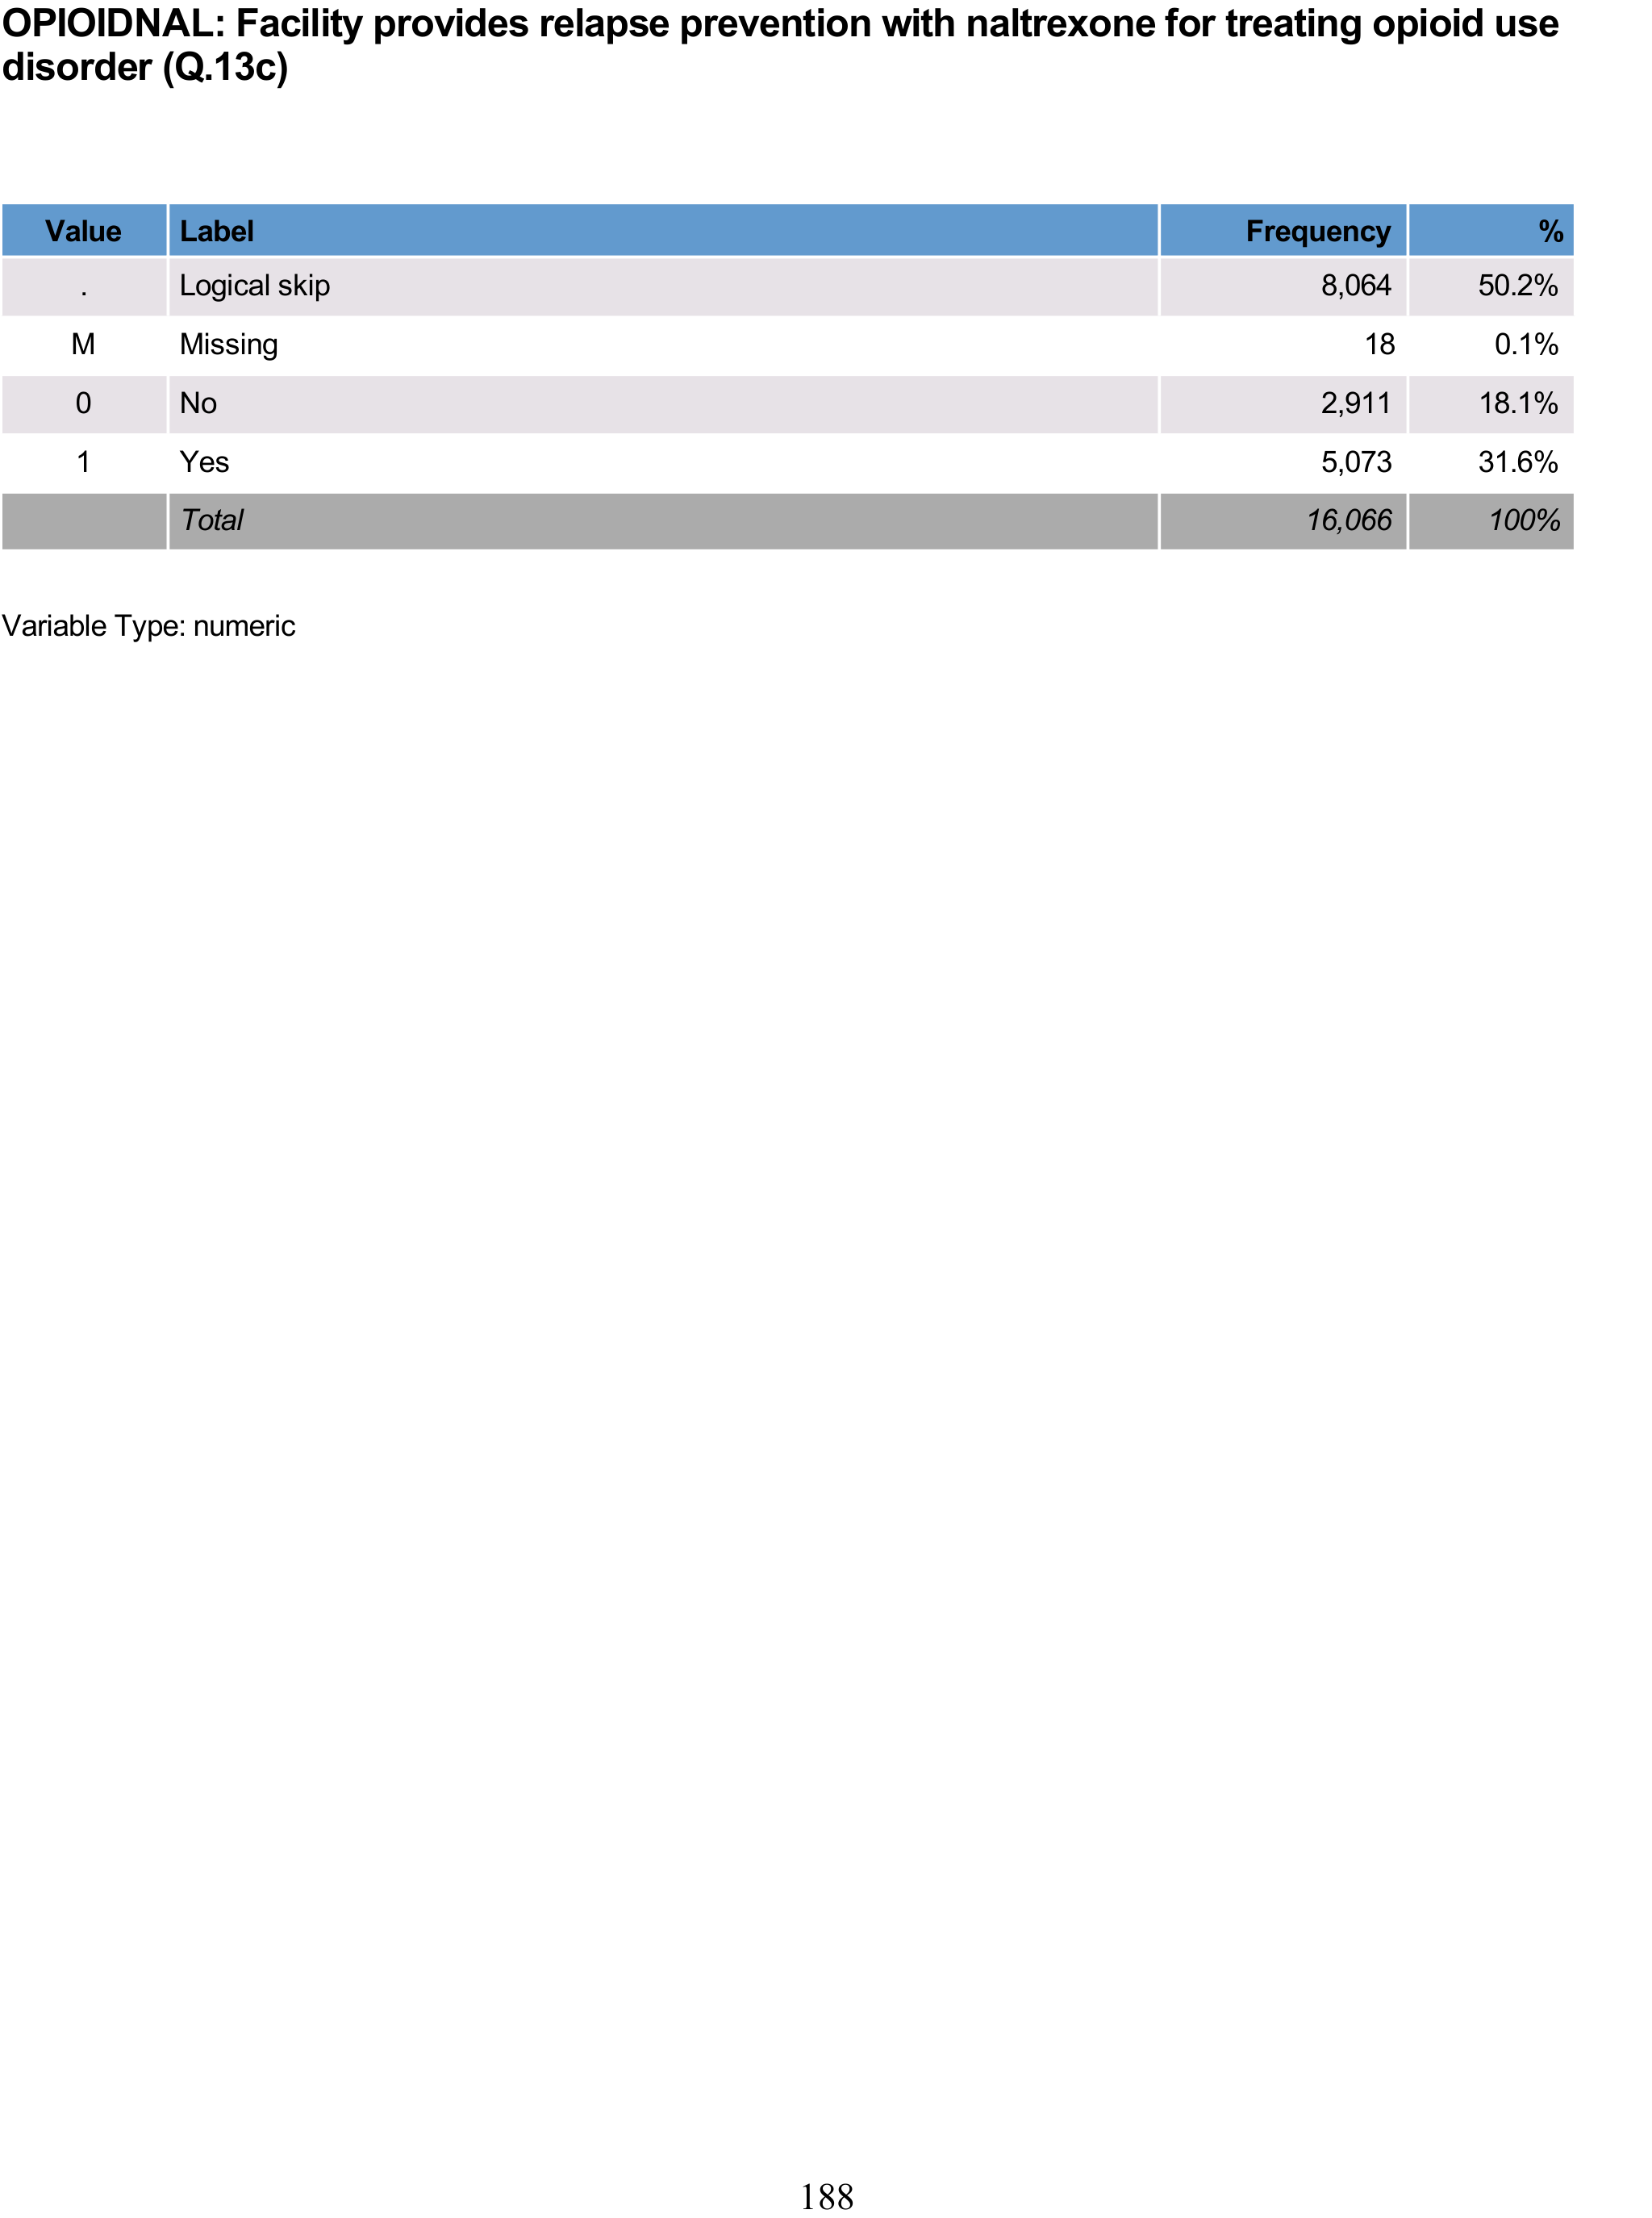 OPIOIDNAL: Facility provides relapse prevention with naltrexone for treating opioid use
disorder (Q.13c)
Value Label Frequency %
. Logical skip 8,064 50.2%
M Missing 18 0.1%
0 No 2,911 18.1%
1 Yes 5,073 31.6%
Total 16,066 100%
Variable Type: numeric
188